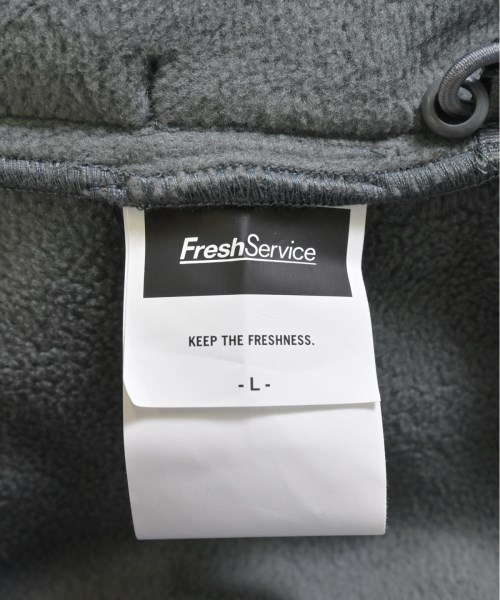 FreshService
KEEP THE FRESHNESS.
- L -